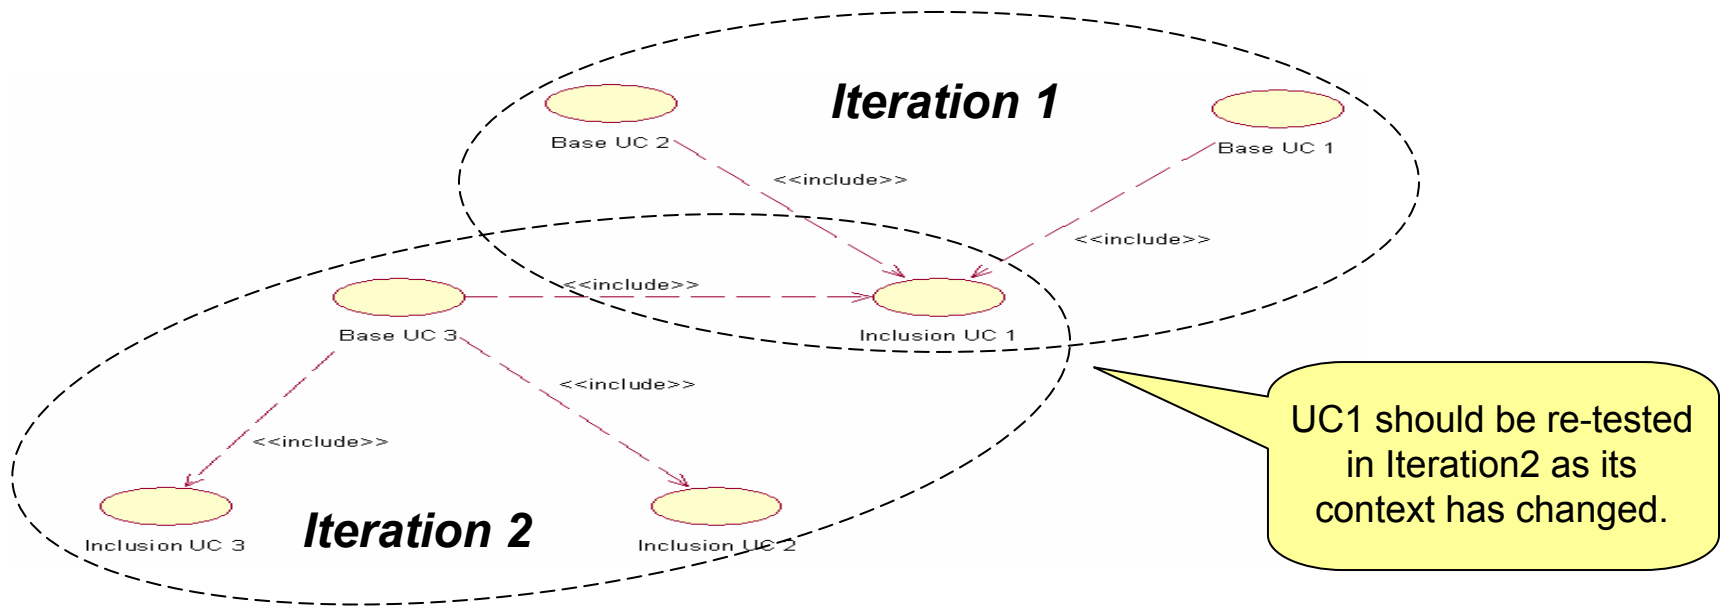 Iteration 1
Base UC 2
Base UC 1
<<include>>
<<include>>
<<include>>
Base UC 3
Inclusion UC 1
<<include>>
<<include>>
UC1 should be re-tested
in Iteration2 as its
context has changed.
Iteration 2
Inclusion UC 3
Inclusion UC 2